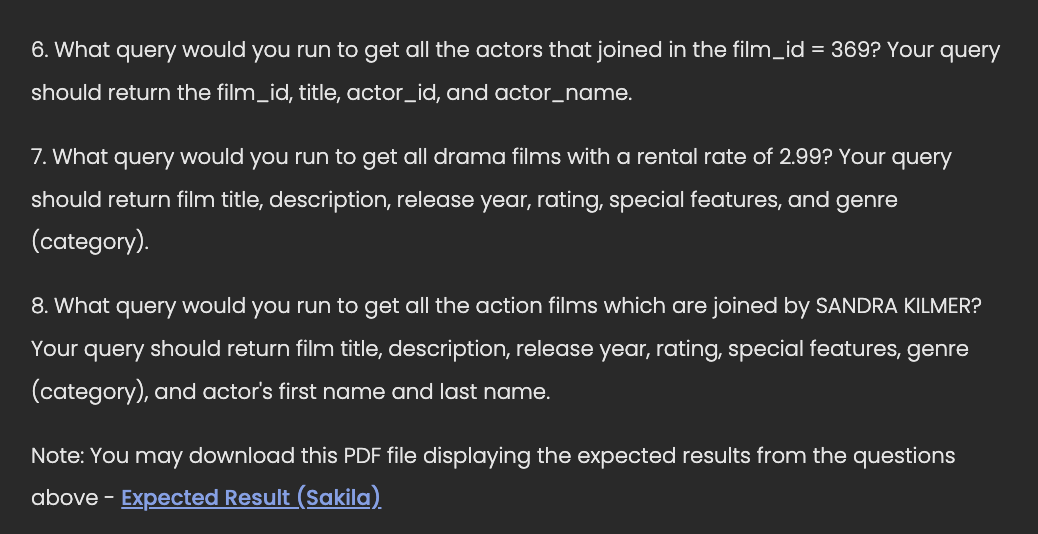 6. What query would you run to get all the actors that joined in the film_id = 369? Your query
should return the film_id, title, actor_id, and actor_name.
7. What query would you run to get all drama films with a rental rate of 2.99? Your query
should return film title, description, release year, rating, special features, and genre
(category).
8. What query would you run to get all the action films which are joined by SANDRA KILMER?
Your query should return film title, description, release year, rating, special features, genre
(category), and actor's first name and last name.
Note: You may download this PDF file displaying the expected results from the questions
above - Expected Result (Sakila)